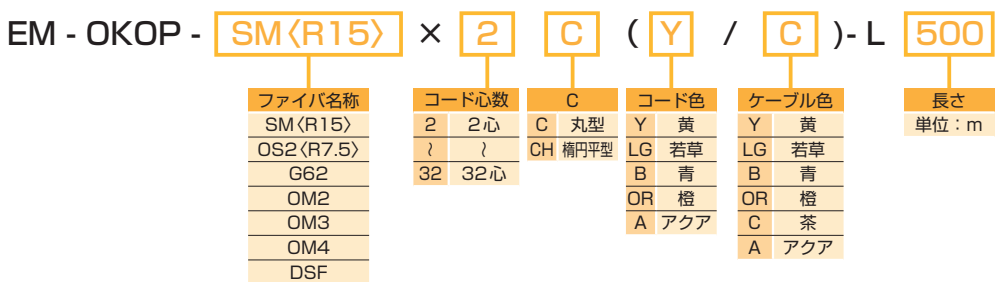 EM - OKOP - SM〈R15〉 × 2 C ( Y / C )- L 500
ファイバ名称 コード心数 C コード色 ケーブル色 長さ
SM〈R15〉 2 2心 C 丸型 Y 黄 Y 黄 単位：m
OS2〈R7.5〉 〜 〜 CH 楕円平型 LG 若草 LG 若草
G62 32 32心 B 青 B 青
OM2 OR 橙 OR 橙
OM3 A アクア C 茶
OM4 A アクア
DSF